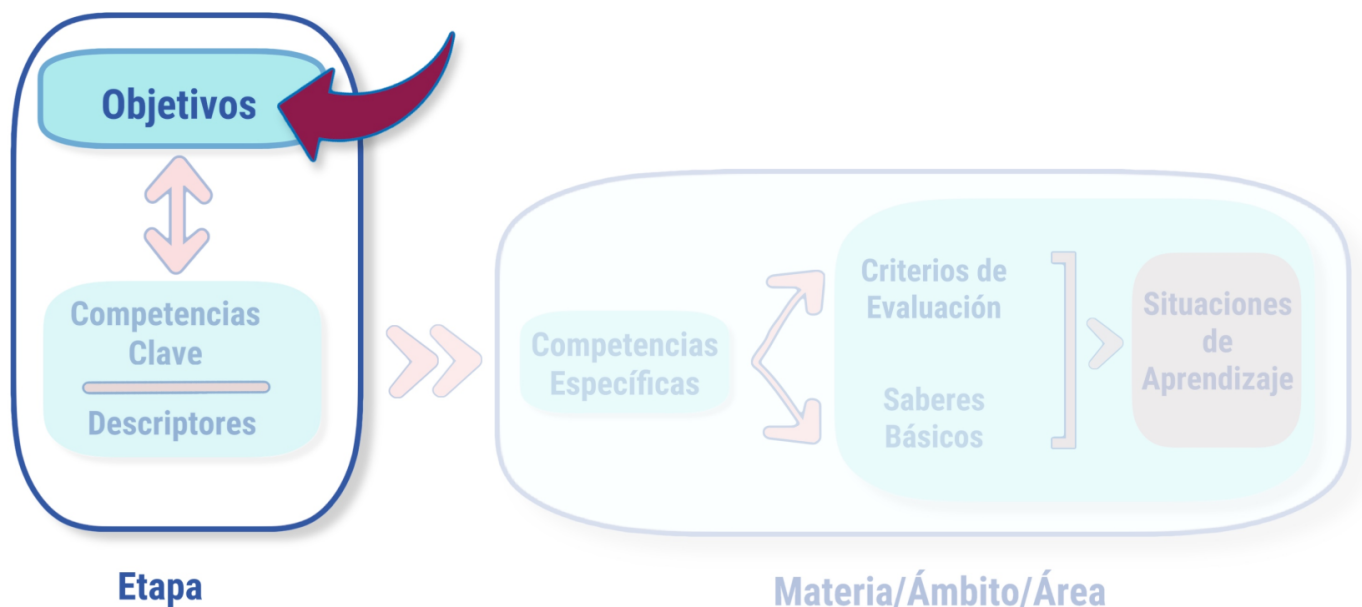 Objetivos
Competencias
Clave
Descriptores
Etapa
Competencias
Específicas
Criterios de
Evaluación
Saberes
Básicos
Situaciones
de
Aprendizaje
Materia/Ámbito/Área